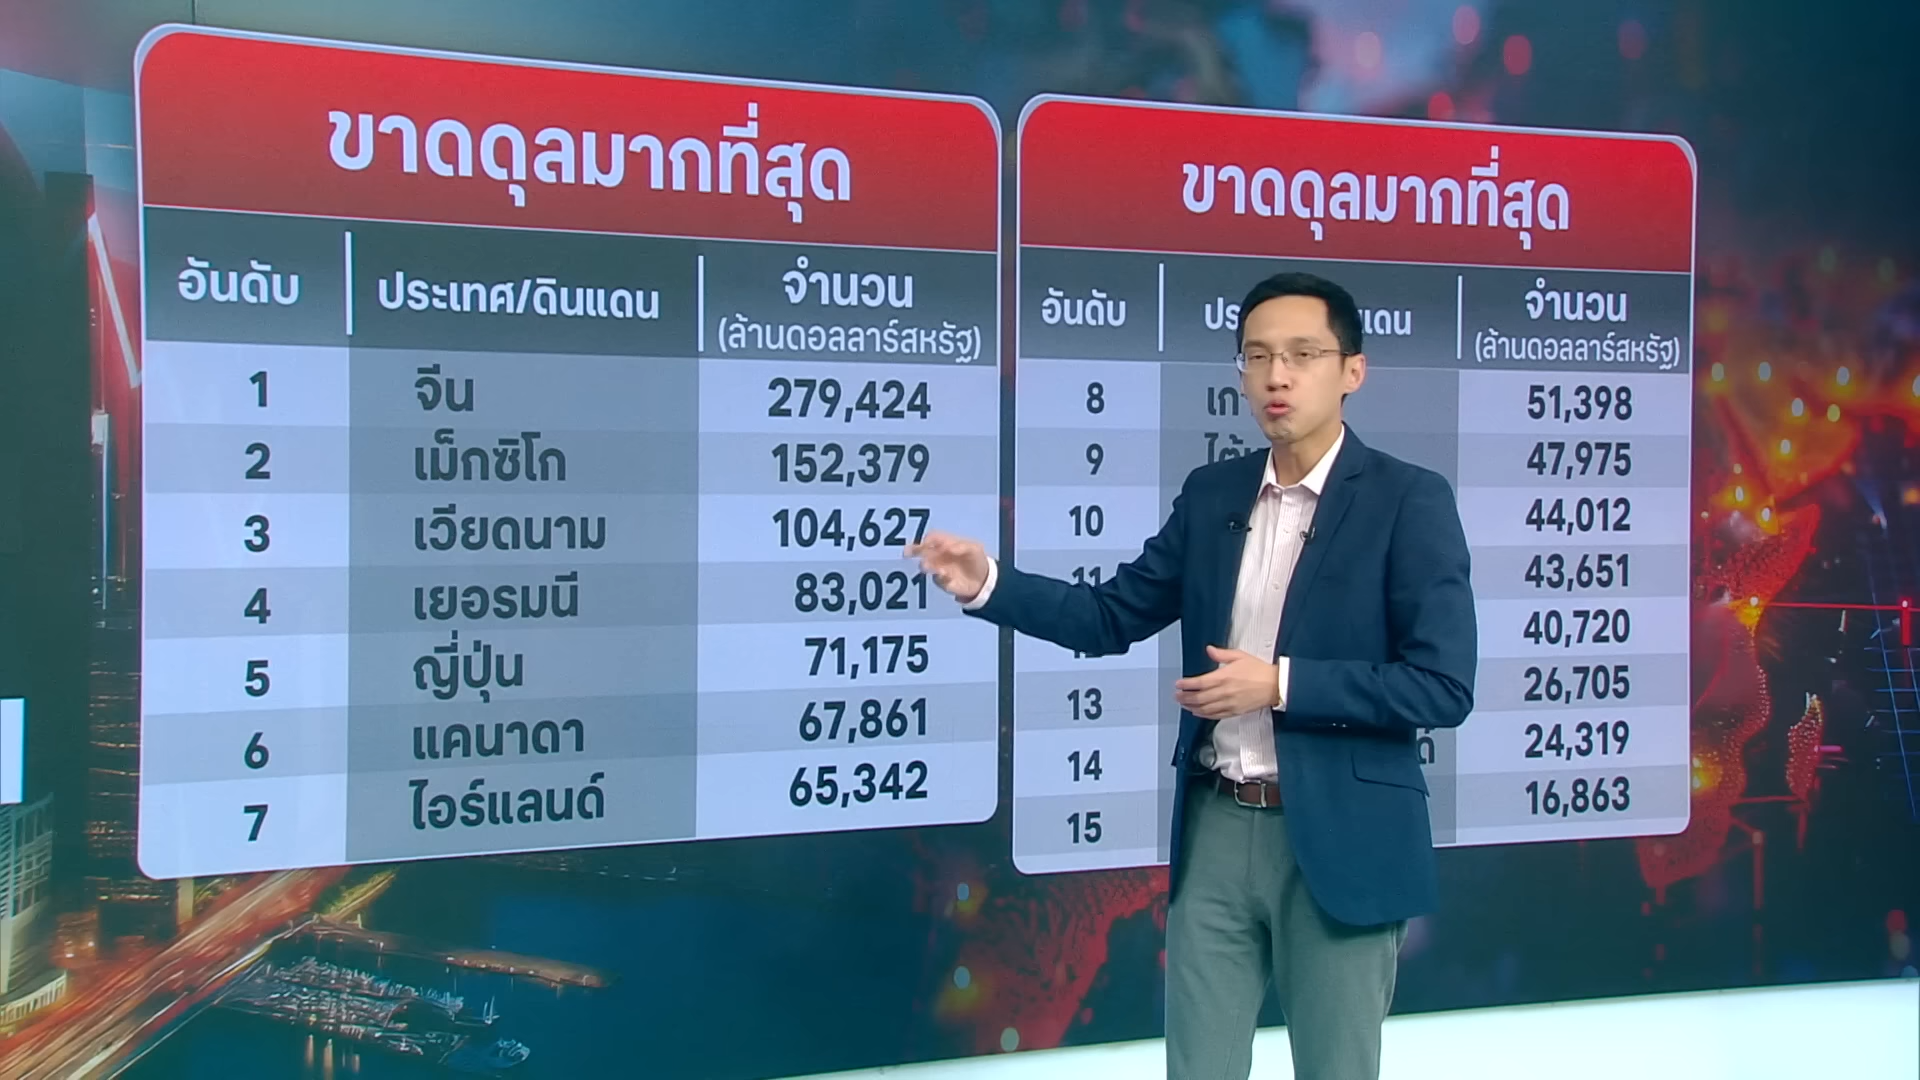 ขาดดุลมากที่สุด
อันดับ ประเทศ/ดินแดน จำนวน
(ล้านดอลลาร์สหรัฐ)
1 จีน 279,424
2 เม็กซิโก 152,379
3 เวียดนาม 104,627
4 เยอรมนี 83,021
5 ญี่ปุ่น 71,175
6 แคนาดา 67,861
7 ไอร์แลนด์ 65,342
ขาดดุลมากที่สุด
อันดับ จำนวน
(ล้านดอลลาร์สหรัฐ)
8 51,398
9 47,975
10 44,012
11 43,651
40,720
13 26,705
14 24,319
15 16,863